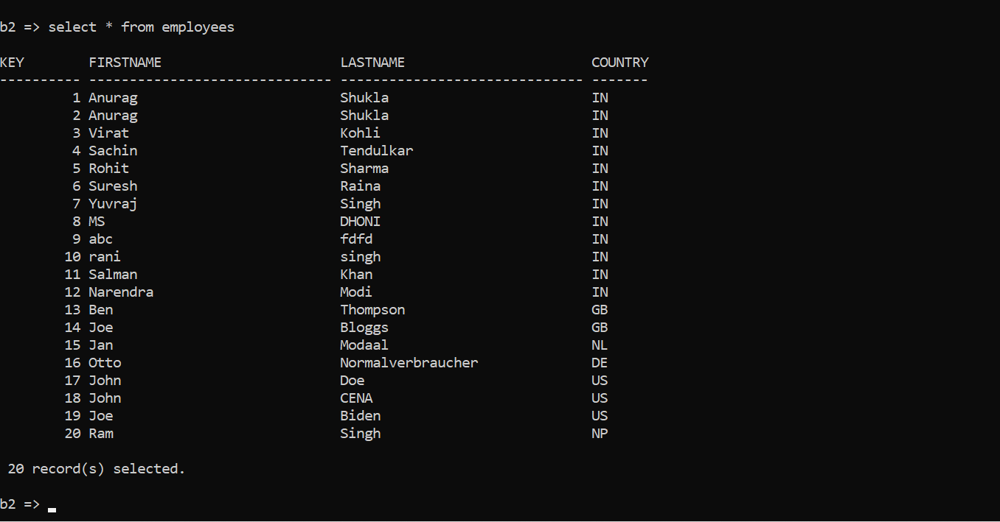 b2 => select * from employees
KEY FIRSTNAME LASTNAME COUNTRY
---------- ------------------------------ ------------------------------ -------
1 Anurag Shukla IN
2 Anurag Shukla IN
3 Virat Kohli IN
4 Sachin Tendulkar IN
5 Rohit Sharma IN
6 Suresh Raina IN
7 Yuvraj Singh IN
8 MS DHONI IN
9 abc fdfd IN
10 rani singh IN
11 Salman Khan IN
12 Narendra Modi IN
13 Ben Thompson GB
14 Joe Bloggs GB
15 Jan Modaal NL
16 Otto Normalverbraucher DE
17 John Doe US
18 John CENA US
19 Joe Biden US
20 Ram Singh NP
20 record(s) selected.
b2 =>